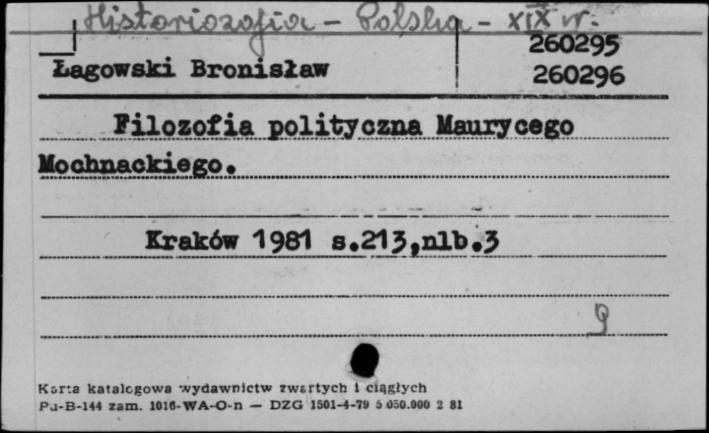 Historiozofia - Polska - XIX w.
260295
Łagowski Bronisław
260296
Filozofia polityczna Maurycego
Mochnackiego.
Kraków 1981 s.213,nlb.3
9
Karta katalogowa wydawnictw zwartych i ciągłych
Pu-B-144 zam. 1016-WA-O-n — DZG 1501-4-79 5 050.000 2 81